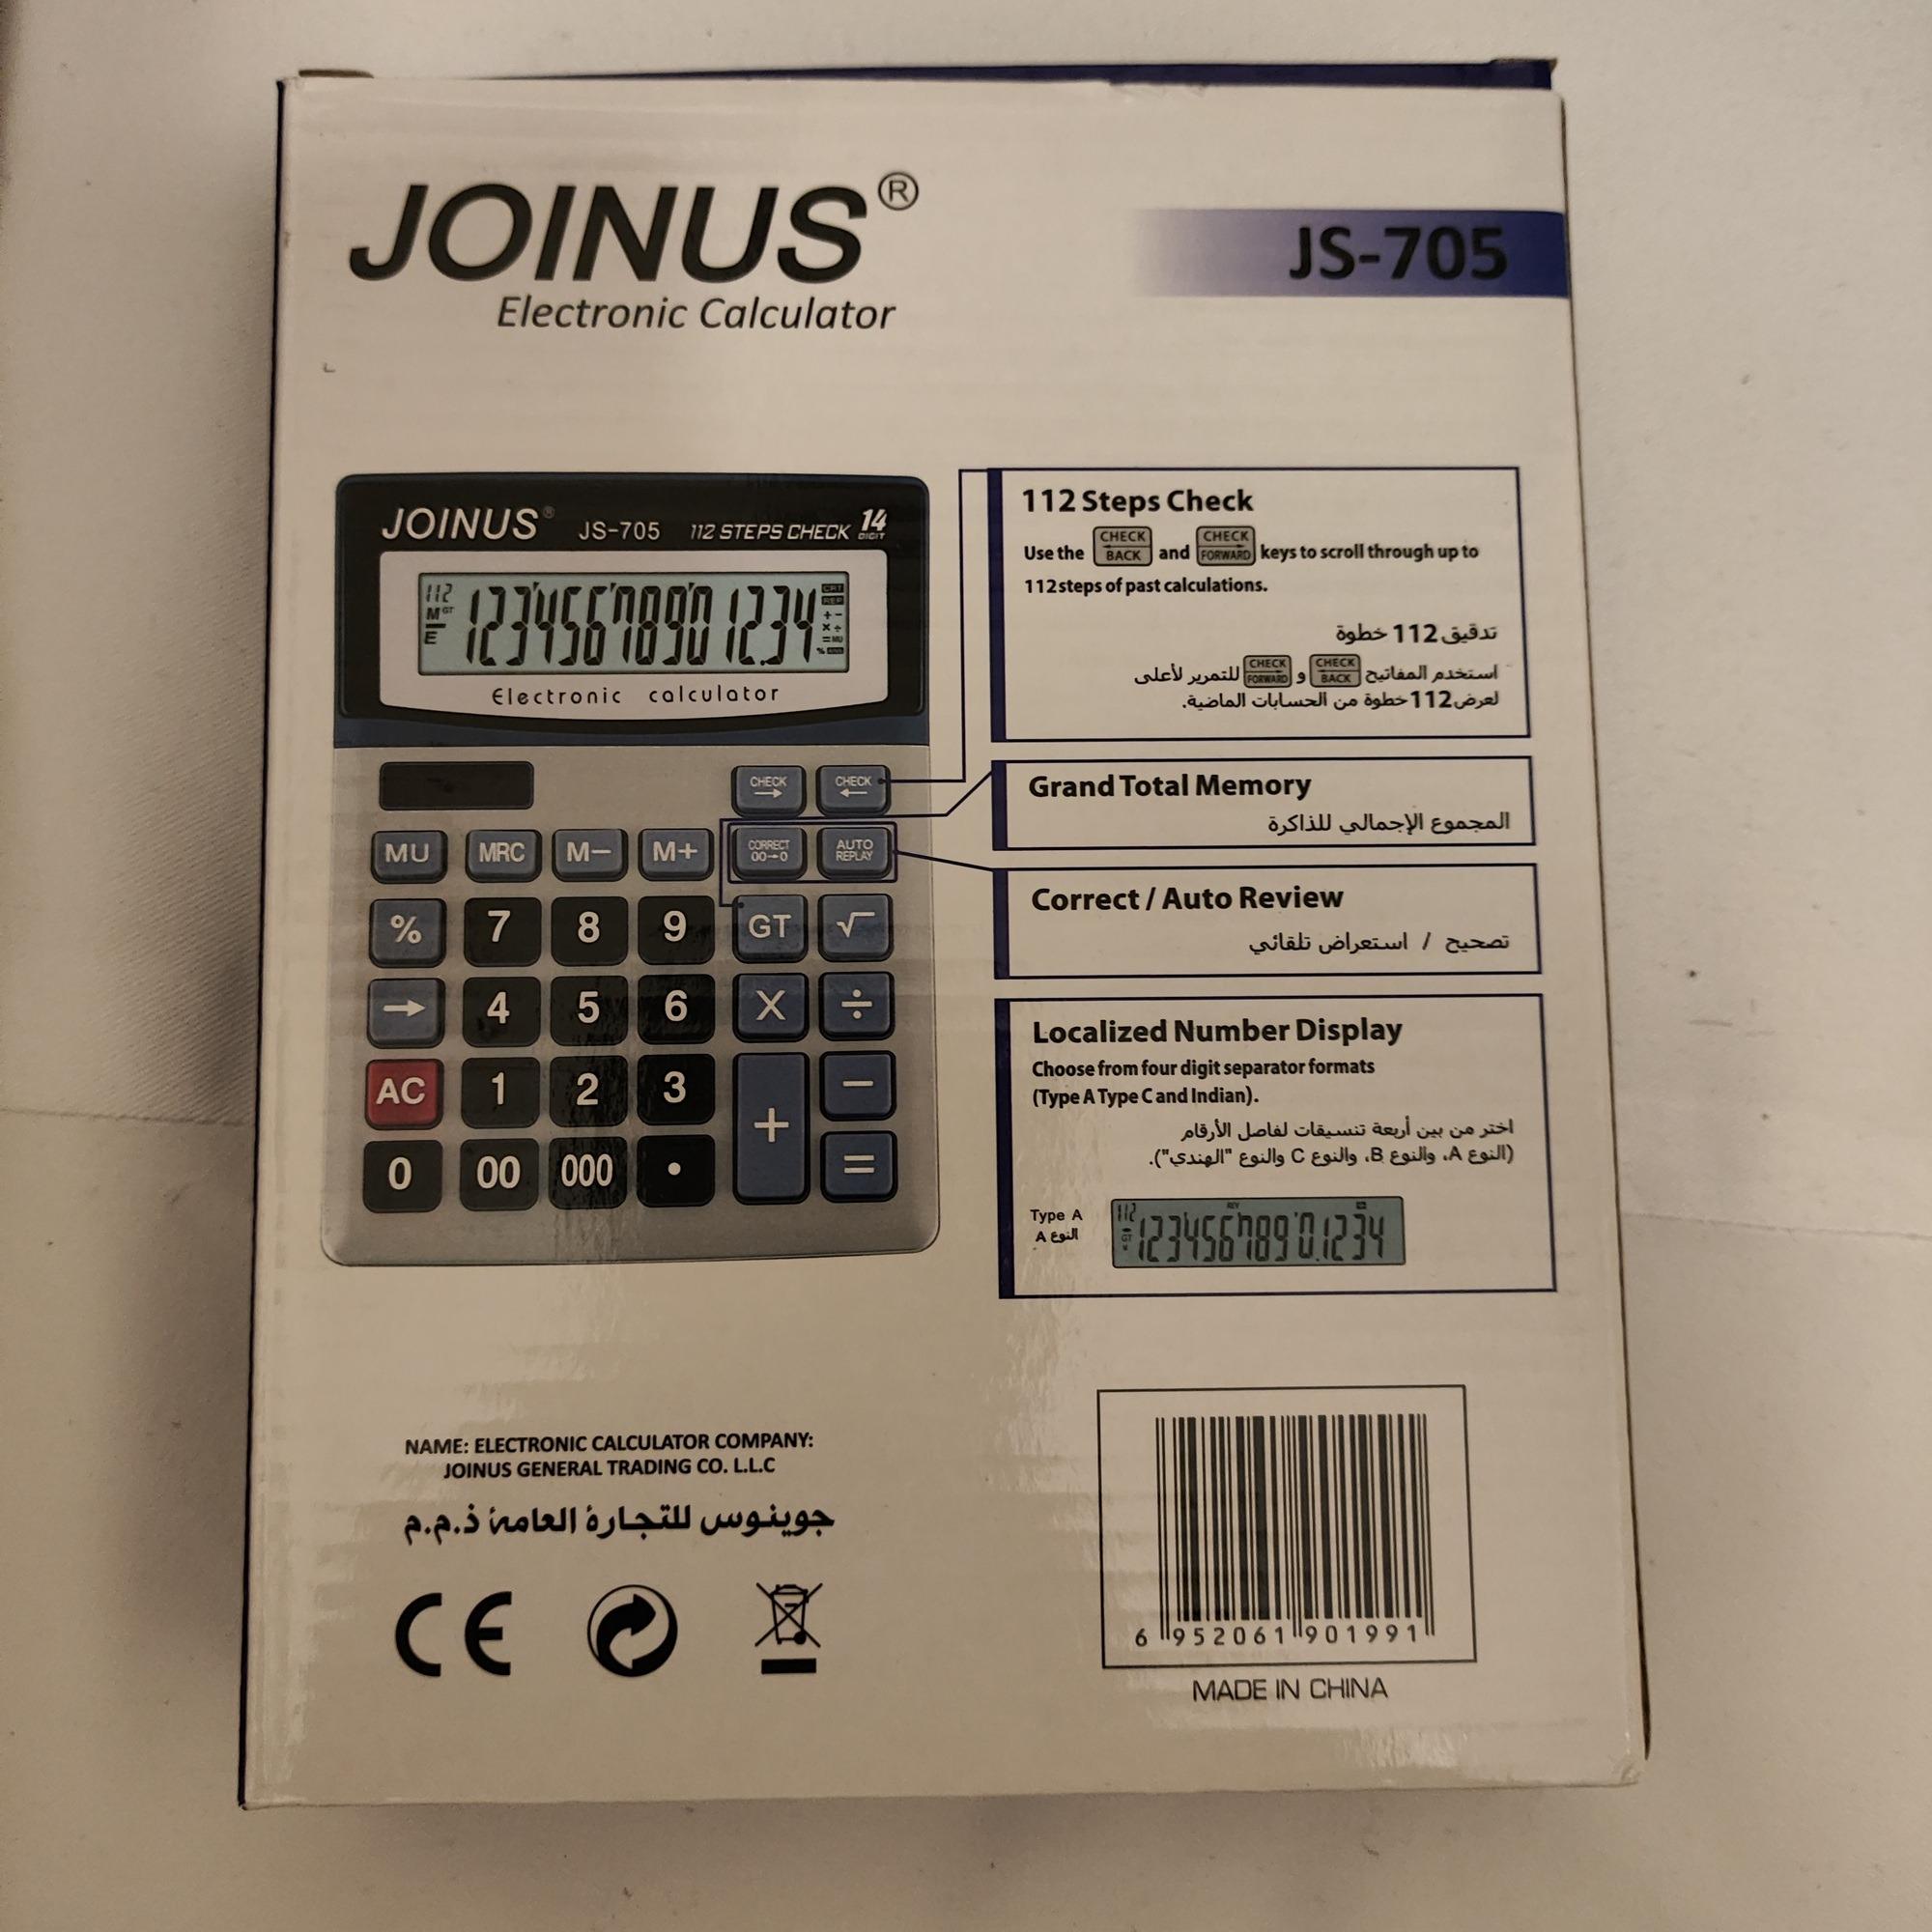 JOINUS®
Electronic Calculator
JS-705
JOINUS® JS-705 112 STEPS CHECK 14 DIGIT
112
M GT
E
12345678901234
Electronic calculator
CHECK → CHECK ←
MU MRC M− M+ CORRECT 00→0 AUTO REPLAY
% 7 8 9 GT √
→ 4 5 6 X ÷
AC 1 2 3 + −
0 00 000 • =
112 Steps Check
Use the CHECK BACK and CHECK FORWARD keys to scroll through up to
112 steps of past calculations.
تدقيق 112 خطوة
استخدم المفاتيح CHECK BACK و CHECK FORWARD للتمرير لأعلى
لعرض 112 خطوة من الحسابات الماضية.
Grand Total Memory
المجموع الإجمالي للذاكرة
Correct / Auto Review
تصحيح / استعراض تلقائي
Localized Number Display
Choose from four digit separator formats
(Type A Type C and Indian).
اختر من بين أربعة تنسيقات لفاصل الأرقام
(النوع A، والنوع B، والنوع C والنوع "الهندي").
Type A
النوع A
1234567890.1234
NAME: ELECTRONIC CALCULATOR COMPANY:
JOINUS GENERAL TRADING CO. L.L.C
جوينوس للتجارة العامة ذ.م.م
CE
6 952061 901991
MADE IN CHINA